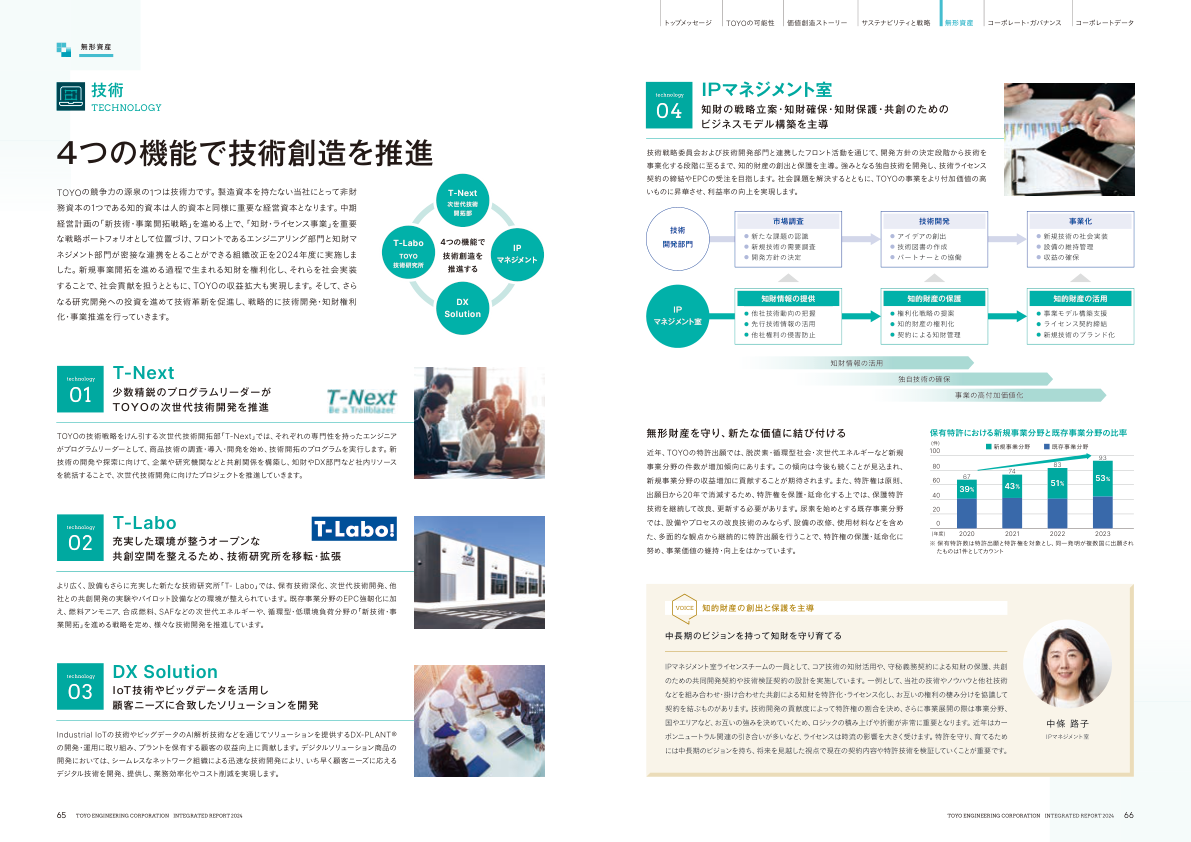 トップメッセージ
TOYOの可能性
価値創造ストーリー
サステナビリティと戦略
無形資産
コーポレート・ガバナンス
コーポレートデータ
無形資産
技術
TECHNOLOGY
4つの機能で技術創造を推進
TOYOの競争力の源泉の1つは技術力です。製造資本を持たない当社にとって非財
務資本の1つである知的資本は人的資本と同様に重要な経営資本となります。中期
経営計画の「新技術・事業開拓戦略」を進める上で、「知財・ライセンス事業」を重要
な戦略ポートフォリオとして位置づけ、フロントであるエンジニアリング部門と知財マ
ネジメント部門が密接な連携をとることができる組織改正を2024年度に実施しま
した。新規事業開拓を進める過程で生まれる知財を権利化し、それらを社会実装
することで、社会貢献を担うとともに、TOYOの収益拡大も実現します。そして、さら
なる研究開発への投資を進めて技術革新を促進し、戦略的に技術開発・知財権利
化・事業推進を行っていきます。
T-Next
次世代技術
開拓部
T-Labo
TOYO
技術研究所
4つの機能で
技術創造を
推進する
IP
マネジメント
DX
Solution
technology
01
T-Next
少数精鋭のプログラムリーダーが
TOYOの次世代技術開発を推進
T-Next
Be a Trailblazer
TOYOの技術戦略をけん引する次世代技術開拓部「T-Next」では、それぞれの専門性を持ったエンジニア
がプログラムリーダーとして、商品技術の調査・導入・開発を始め、技術開拓のプログラムを実行します。新
技術の開発や探索に向けて、企業や研究機関などと共創関係を構築し、知財やDX部門など社内リソース
を統括することで、次世代技術開発に向けたプロジェクトを推進していきます。
technology
02
T-Labo
充実した環境が整うオープンな
共創空間を整えるため、技術研究所を移転・拡張
T-Labo!
より広く、設備もさらに充実した新たな技術研究所「T- Labo」では、保有技術深化、次世代技術開発、他
社との共創開発の実験やパイロット設備などの環境が整えられています。既存事業分野のEPC強靭化に加
え、燃料アンモニア、合成燃料、SAFなどの次世代エネルギーや、循環型・低環境負荷分野の「新技術・事
業開拓」を進める戦略を定め、様々な技術開発を推進しています。
technology
03
DX Solution
IoT技術やビッグデータを活用し
顧客ニーズに合致したソリューションを開発
Industrial IoTの技術やビッグデータのAI解析技術などを通じてソリューションを提供するDX-PLANT®
の開発・運用に取り組み、プラントを保有する顧客の収益向上に貢献します。デジタルソリューション商品の
開発においては、シームレスなネットワーク組織による迅速な技術開発により、いち早く顧客ニーズに応える
デジタル技術を開発、提供し、業務効率化やコスト削減を実現します。
65 TOYO ENGINEERING CORPORATION INTEGRATED REPORT 2024
technology
04
IPマネジメント室
知財の戦略立案・知財確保・知財保護・共創のための
ビジネスモデル構築を主導
技術戦略委員会および技術開発部門と連携したフロント活動を通じて、開発方針の決定段階から技術を
事業化する段階に至るまで、知的財産の創出と保護を主導。強みとなる独自技術を開発し、技術ライセンス
契約の締結やEPCの受注を目指します。社会課題を解決するとともに、TOYOの事業をより付加価値の高
いものに昇華させ、利益率の向上を実現します。
技術
開発部門
市場調査
新たな課題の認識
新規技術の需要調査
開発方針の決定
技術開発
アイデアの創出
技術図書の作成
パートナーとの協働
事業化
新規技術の社会実装
設備の維持管理
収益の確保
IP
マネジメント室
知財情報の提供
他社技術動向の把握
先行技術情報の活用
他社権利の侵害防止
知的財産の保護
権利化戦略の提案
知的財産の権利化
契約による知財管理
知的財産の活用
事業モデル構築支援
ライセンス契約締結
新規技術のブランド化
知財情報の活用
独自技術の確保
事業の高付加価値化
無形財産を守り、新たな価値に結び付ける
近年、TOYOの特許出願では、脱炭素・循環型社会・次世代エネルギーなど新規
事業分野の件数が増加傾向にあります。この傾向は今後も続くことが見込まれ、
新規事業分野の収益増加に貢献することが期待されます。また、特許権は原則、
出願日から20年で消滅するため、特許権を保護・延命化する上では、保護特許
技術を継続して改良、更新する必要があります。尿素を始めとする既存事業分野
では、設備やプロセスの改良技術のみならず、設備の改修、使用材料などを含め
た、多面的な観点から継続的に特許出願を行うことで、特許権の保護・延命化に
努め、事業価値の維持・向上をはかっています。
保有特許における新規事業分野と既存事業分野の比率
(件)
新規事業分野 既存事業分野
100
80
60
40
20
0
67
39%
74
43%
83
51%
93
53%
(年度) 2020 2021 2022 2023
※ 保有特許数は特許出願と特許権を対象とし、同一発明が複数国に出願され
たものは1件としてカウント
VOICE
知的財産の創出と保護を主導
中長期のビジョンを持って知財を守り育てる
IPマネジメント室ライセンスチームの一員として、コア技術の知財活用や、守秘義務契約による知財の保護、共創
のための共同開発契約や技術検証契約の設計を実施しています。一例として、当社の技術やノウハウと他社技術
などを組み合わせ・掛け合わせた共創による知財を特許化・ライセンス化し、お互いの権利の棲み分けを協議して
契約を結ぶものがあります。技術開発の貢献度によって特許権の割合を決め、さらに事業展開の際は事業分野、
国やエリアなど、お互いの強みを決めていくため、ロジックの積み上げや折衝が非常に重要となります。近年はカー
ボンニュートラル関連の引き合いが多いなど、ライセンスは時流の影響を大きく受けます。特許を守り、育てるため
には中長期のビジョンを持ち、将来を見越した視点で現在の契約内容や特許技術を検証していくことが重要です。
中條 路子
IPマネジメント室
TOYO ENGINEERING CORPORATION INTEGRATED REPORT 2024 66